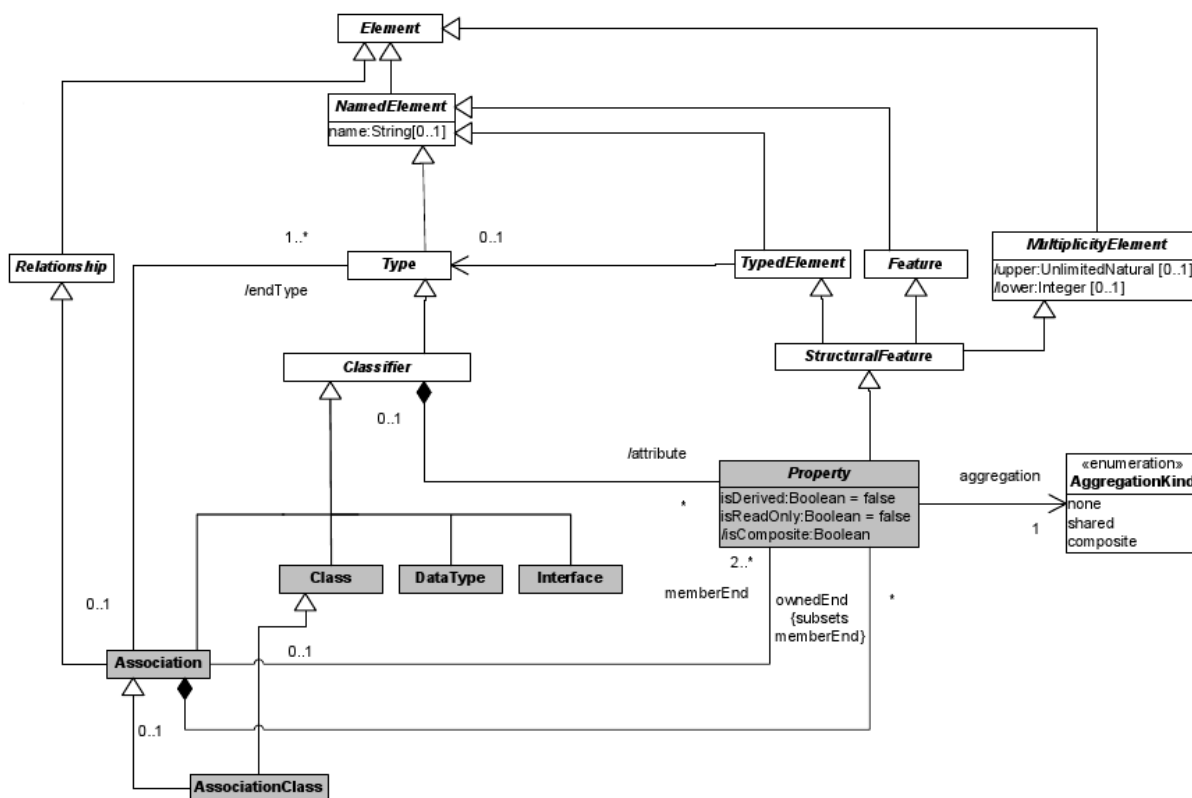 Element
NamedElement
name:String[0..1]
1..*
0..1
Relationship
Type
TypedElement
Feature
MultiplicityElement
/upper:UnlimitedNatural [0..1]
/lower:Integer [0..1]
/endType
Classifier
StructuralFeature
0..1
/attribute
*
Property
isDerived:Boolean = false
isReadOnly:Boolean = false
/isComposite:Boolean
aggregation
1
«enumeration»
AggregationKind
none
shared
composite
Class
DataType
Interface
2..*
memberEnd
ownedEnd
{subsets
memberEnd}
*
0..1
Association
0..1
0..1
AssociationClass